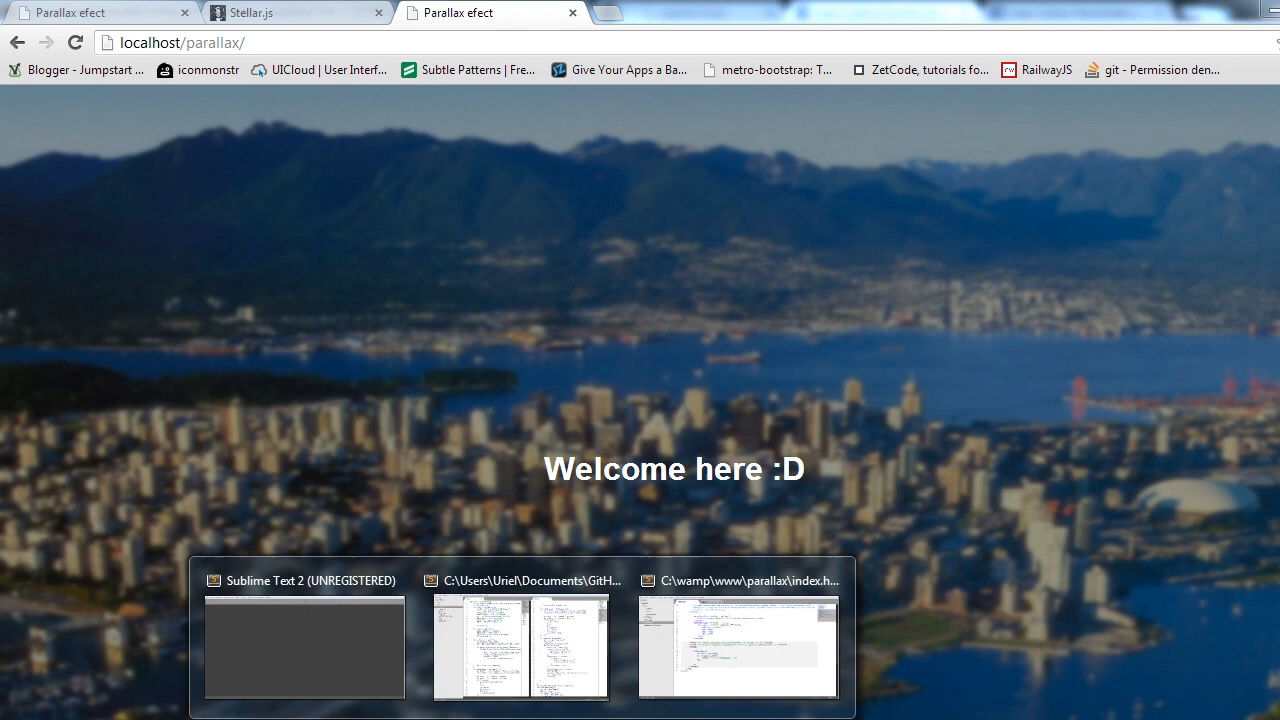 Parallax efect
Stellar.js
Parallax efect
localhost/parallax/
Blogger - Jumpstart ...
iconmonstr
UICloud | User Interf...
Subtle Patterns | Fre...
Give Your Apps a Ba...
metro-bootstrap: T...
ZetCode, tutorials fo...
RailwayJS
git - Permission den...
Welcome here :D
Sublime Text 2 (UNREGISTERED)
C:\Users\Uriel\Documents\GitH...
C:\wamp\www\parallax\index.h...